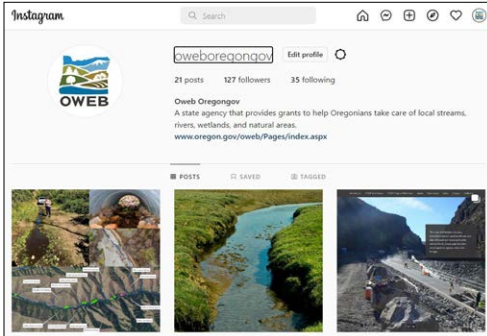 Instagram
Search
oweboregongov Edit profile
21 posts 127 followers 35 following
OWEB
Oweb Oregongov
A state agency that provides grants to help Oregonians take care of local streams,
rivers, wetlands, and natural areas.
www.oregon.gov/oweb/Pages/index.aspx
POSTS SAVED TAGGED